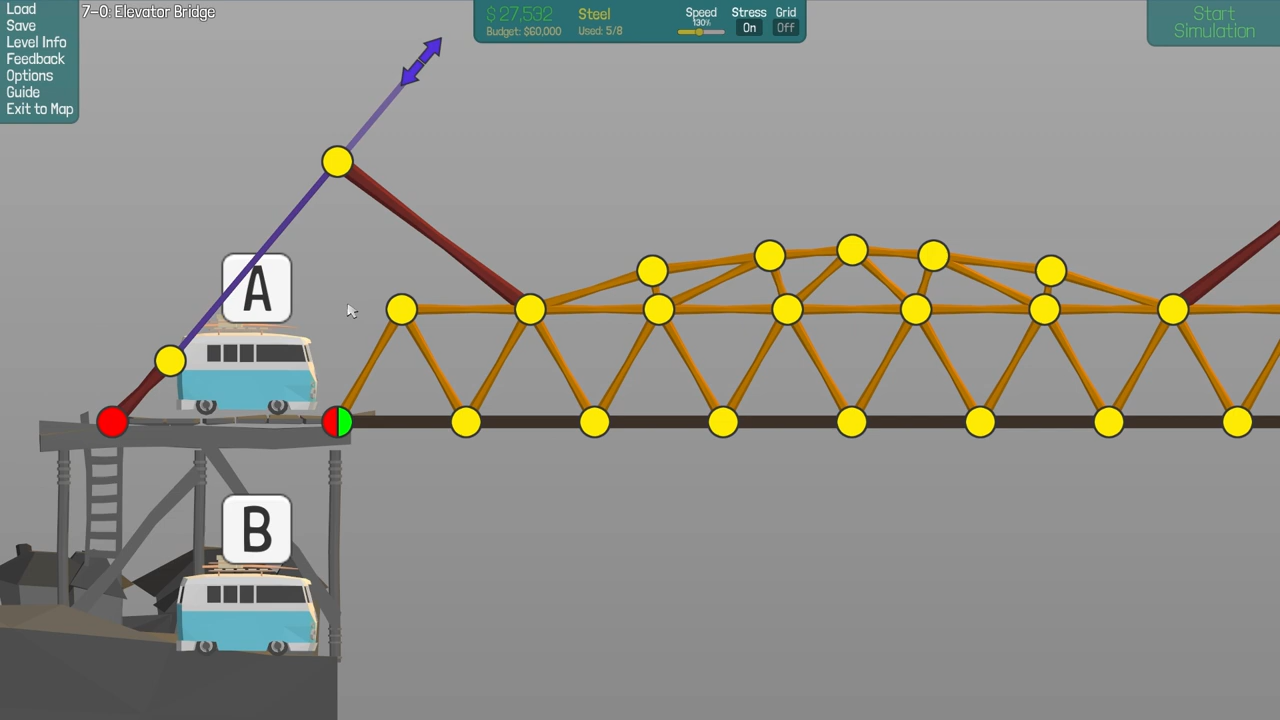 Load
Save
Level Info
Feedback
Options
Guide
Exit to Map
7-0: Elevator Bridge
$ 27,532
Budget: $60,000
Steel
Used: 5/8
Speed
130%
Stress
On
Grid
Off
Start
Simulation
A
B